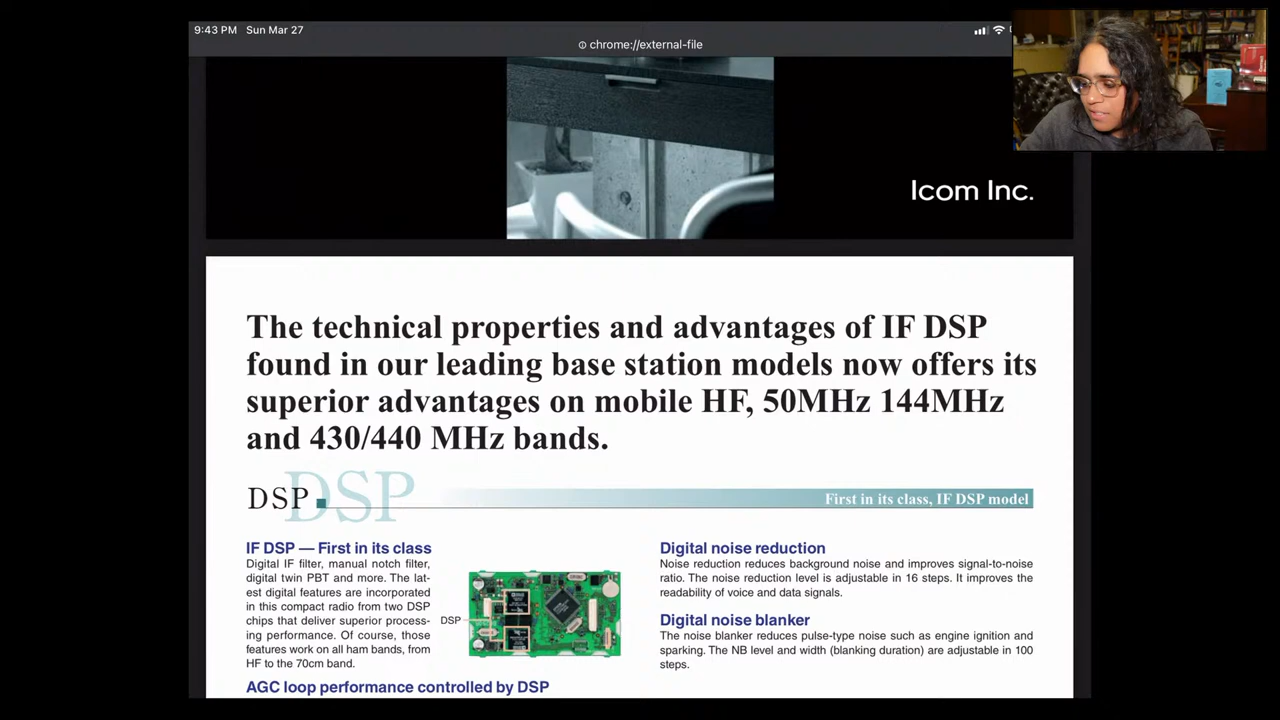 9:43 PM Sun Mar 27
chrome://external-file
Icom Inc.
The technical properties and advantages of IF DSP
found in our leading base station models now offers its
superior advantages on mobile HF, 50MHz 144MHz
and 430/440 MHz bands.
DSP
DSP
First in its class, IF DSP model
IF DSP — First in its class
Digital IF filter, manual notch filter,
digital twin PBT and more. The lat-
est digital features are incorporated
in this compact radio from two DSP
chips that deliver superior process-
ing performance. Of course, those
features work on all ham bands, from
HF to the 70cm band.
DSP
AGC loop performance controlled by DSP
Digital noise reduction
Noise reduction reduces background noise and improves signal-to-noise
ratio. The noise reduction level is adjustable in 16 steps. It improves the
readability of voice and data signals.
Digital noise blanker
The noise blanker reduces pulse-type noise such as engine ignition and
sparking. The NB level and width (blanking duration) are adjustable in 100
steps.